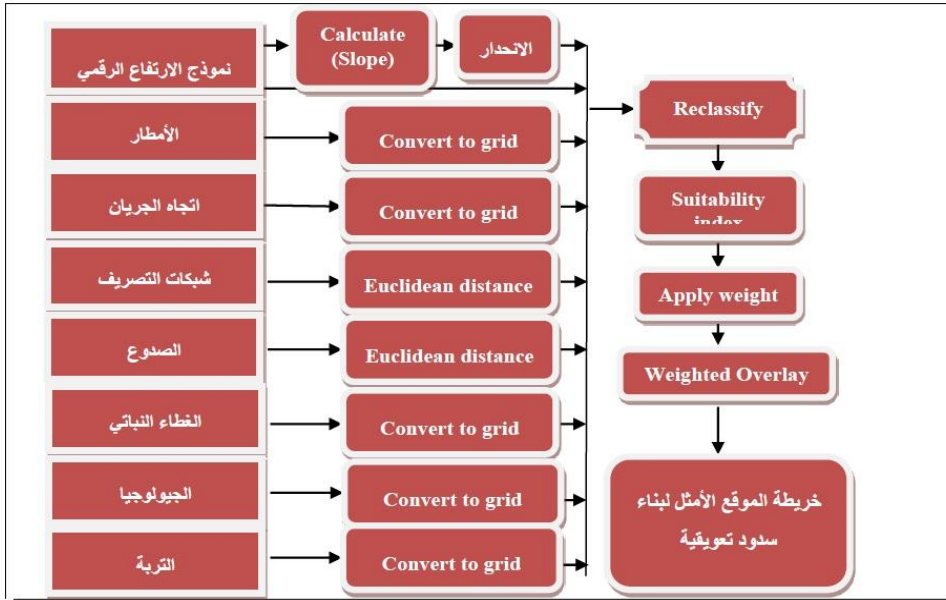 نموذج الارتفاع الرقمي
Calculate
(Slope)
الانحدار
الأمطار
Convert to grid
اتجاه الجريان
Convert to grid
شبكات التصريف
Euclidean distance
الصدوع
Euclidean distance
الغطاء النباتي
Convert to grid
الجيولوجيا
Convert to grid
التربة
Convert to grid
Reclassify
Suitability
index
Apply weight
Weighted Overlay
خريطة الموقع الأمثل لبناء
سدود تعويقية